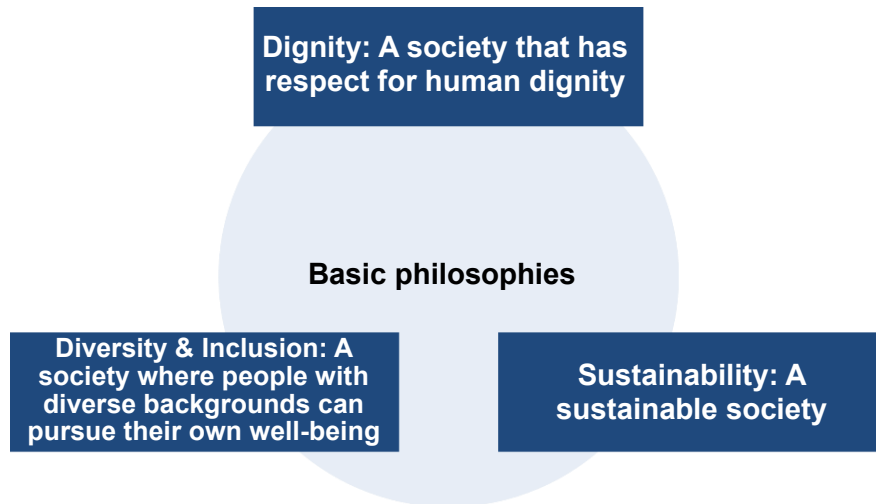 Dignity: A society that has
respect for human dignity
Basic philosophies
Diversity & Inclusion: A
society where people with
diverse backgrounds can
pursue their own well-being
Sustainability: A
sustainable society